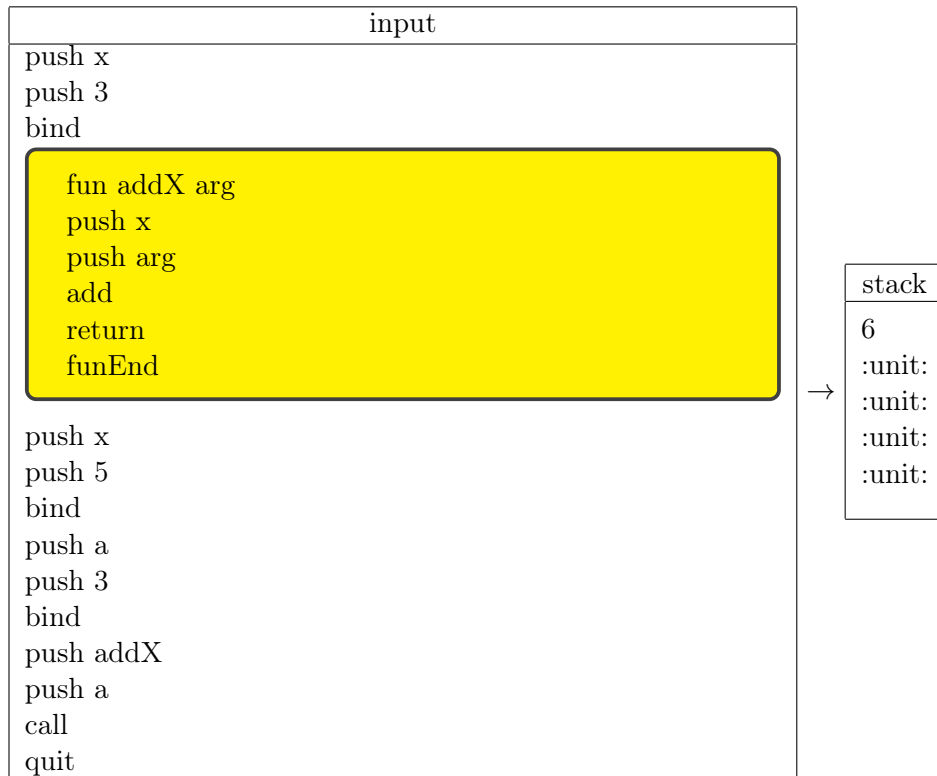 input
push x
push 3
bind
fun addX arg
push x
push arg
add
return
funEnd
push x
push 5
bind
push a
push 3
bind
push addX
push a
call
quit
→
stack
6
:unit:
:unit:
:unit:
:unit: